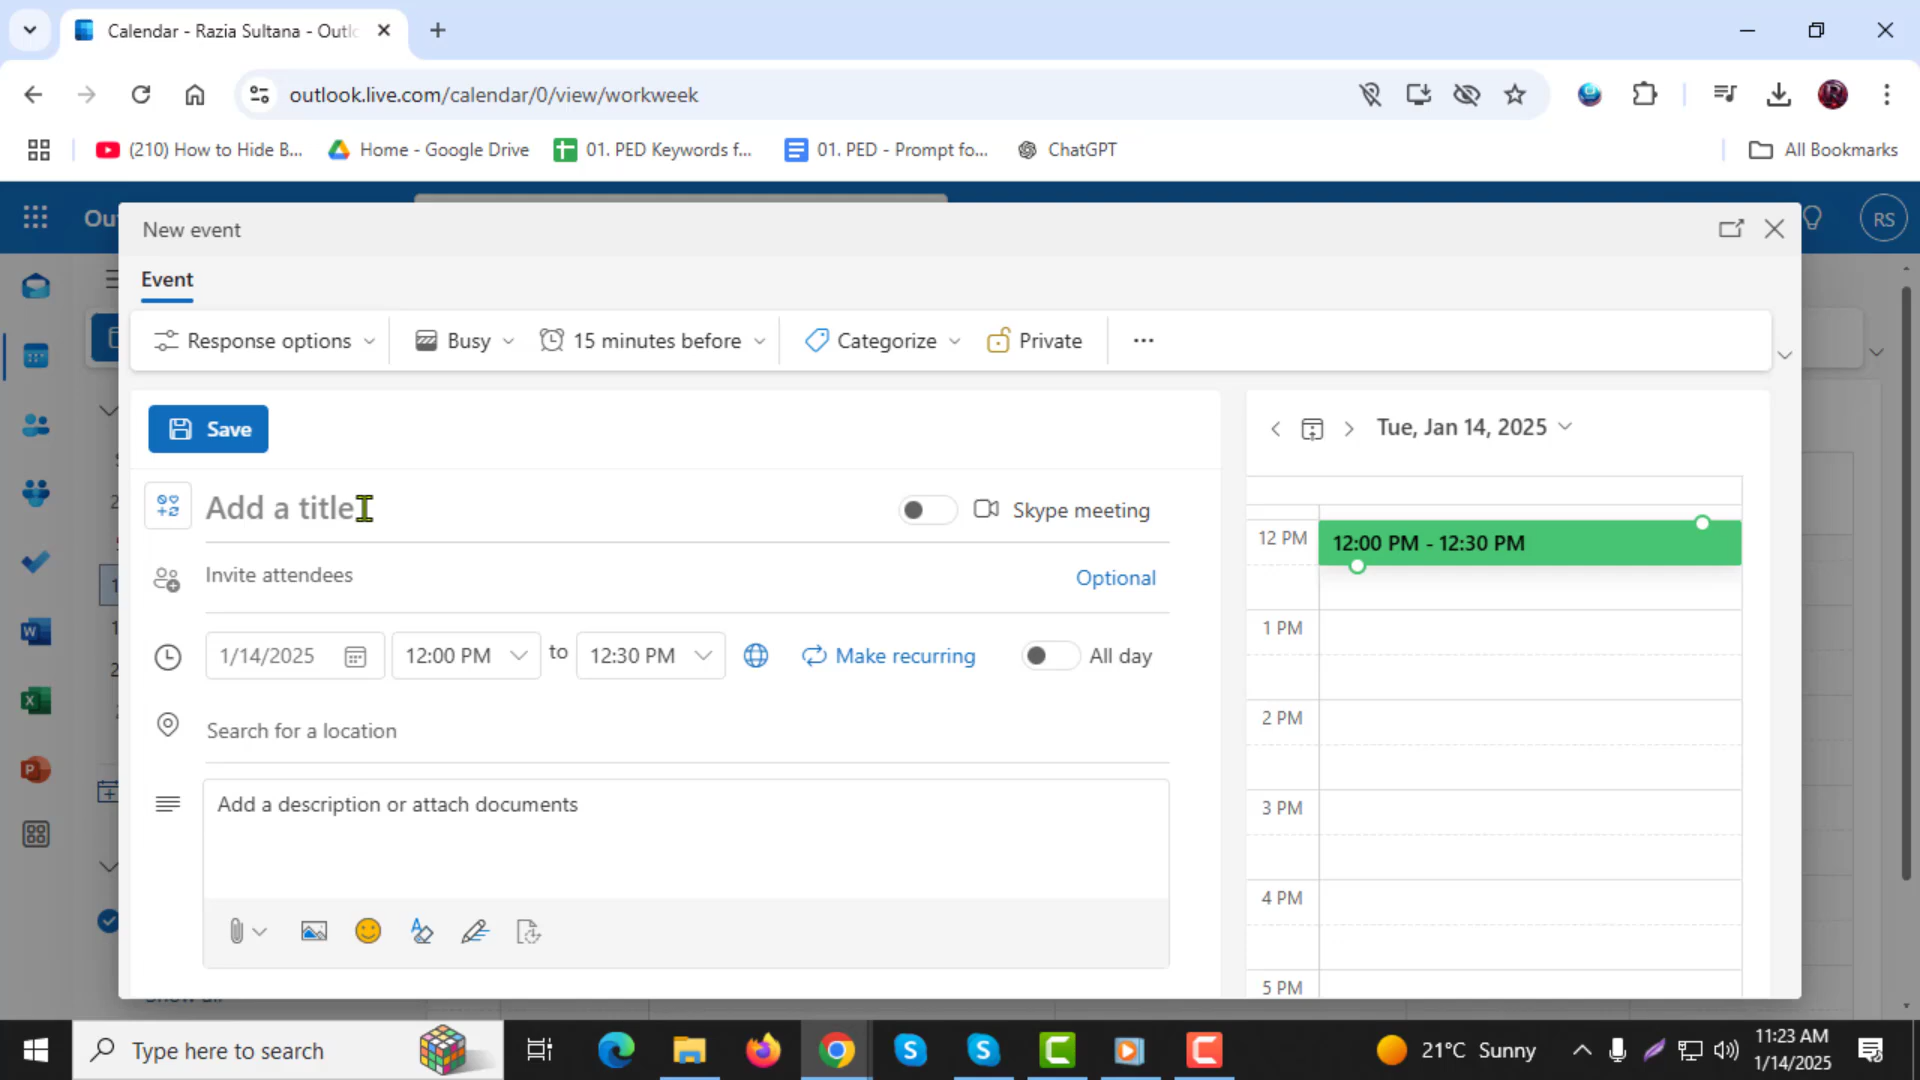 Calendar - Razia Sultana - Outlo
outlook.live.com/calendar/0/view/workweek
(210) How to Hide B...
Home - Google Drive
01. PED Keywords f...
01. PED - Prompt fo...
ChatGPT
All Bookmarks
RS
New event
Event
Response options
Busy
15 minutes before
Categorize
Private
Save
Tue, Jan 14, 2025
Add a title
Skype meeting
12 PM
12:00 PM - 12:30 PM
Invite attendees
Optional
1/14/2025
12:00 PM
to
12:30 PM
Make recurring
All day
1 PM
Search for a location
2 PM
Add a description or attach documents
3 PM
4 PM
5 PM
Type here to search
21°C Sunny
11:23 AM
1/14/2025